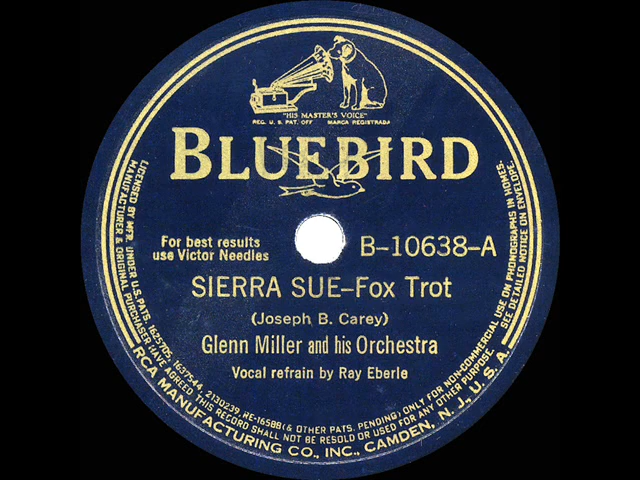 "HIS MASTER'S VOICE"
REG. U. S. PAT. OFF MARCA REGISTRADA
BLUEBIRD
For best results
use Victor Needles
B-10638-A
SIERRA SUE-Fox Trot
(Joseph B. Carey)
Glenn Miller and his Orchestra
Vocal refrain by Ray Eberle
LICENSED BY MFR. UNDER U.S. PATS. 1625705, 1637544, 2130239, RE-16588 (& OTHER PATS. PENDING) ONLY FOR NON-COMMERCIAL USE ON PHONOGRAPHS IN HOMES.
MANUFACTURER & ORIGINAL PURCHASER HAVE AGREED THIS RECORD SHALL NOT BE RESOLD OR USED FOR ANY OTHER PURPOSE. SEE DETAILED NOTICE ON ENVELOPE.
RCA MANUFACTURING CO., INC., CAMDEN, N. J., U. S. A.